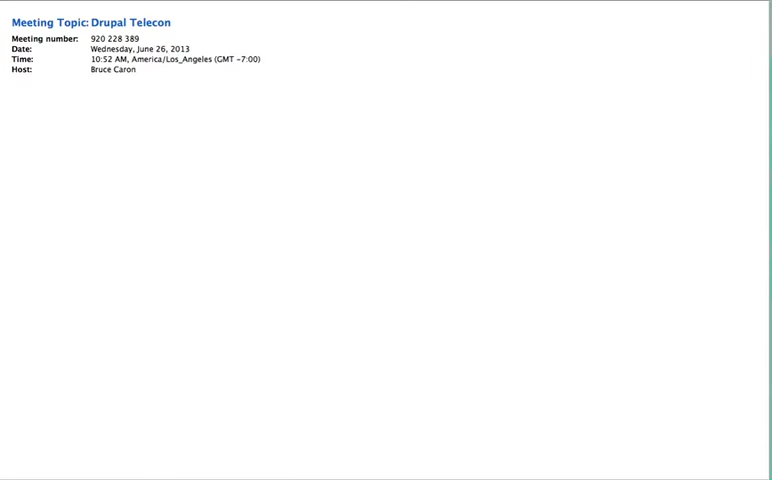 Meeting Topic: Drupal Telecon
Meeting number: 920 228 389
Date: Wednesday, June 26, 2013
Time: 10:52 AM, America/Los_Angeles (GMT -7:00)
Host: Bruce Caron